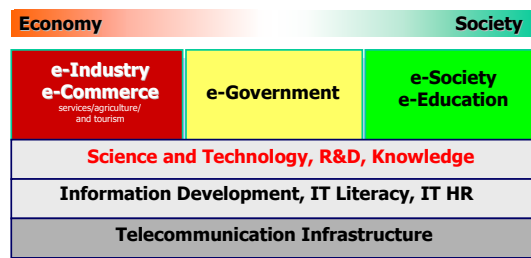 Economy Society
e-Industry
e-Commerce
services/agriculture/
and tourism
e-Government
e-Society
e-Education
Science and Technology, R&D, Knowledge
Information Development, IT Literacy, IT HR
Telecommunication Infrastructure